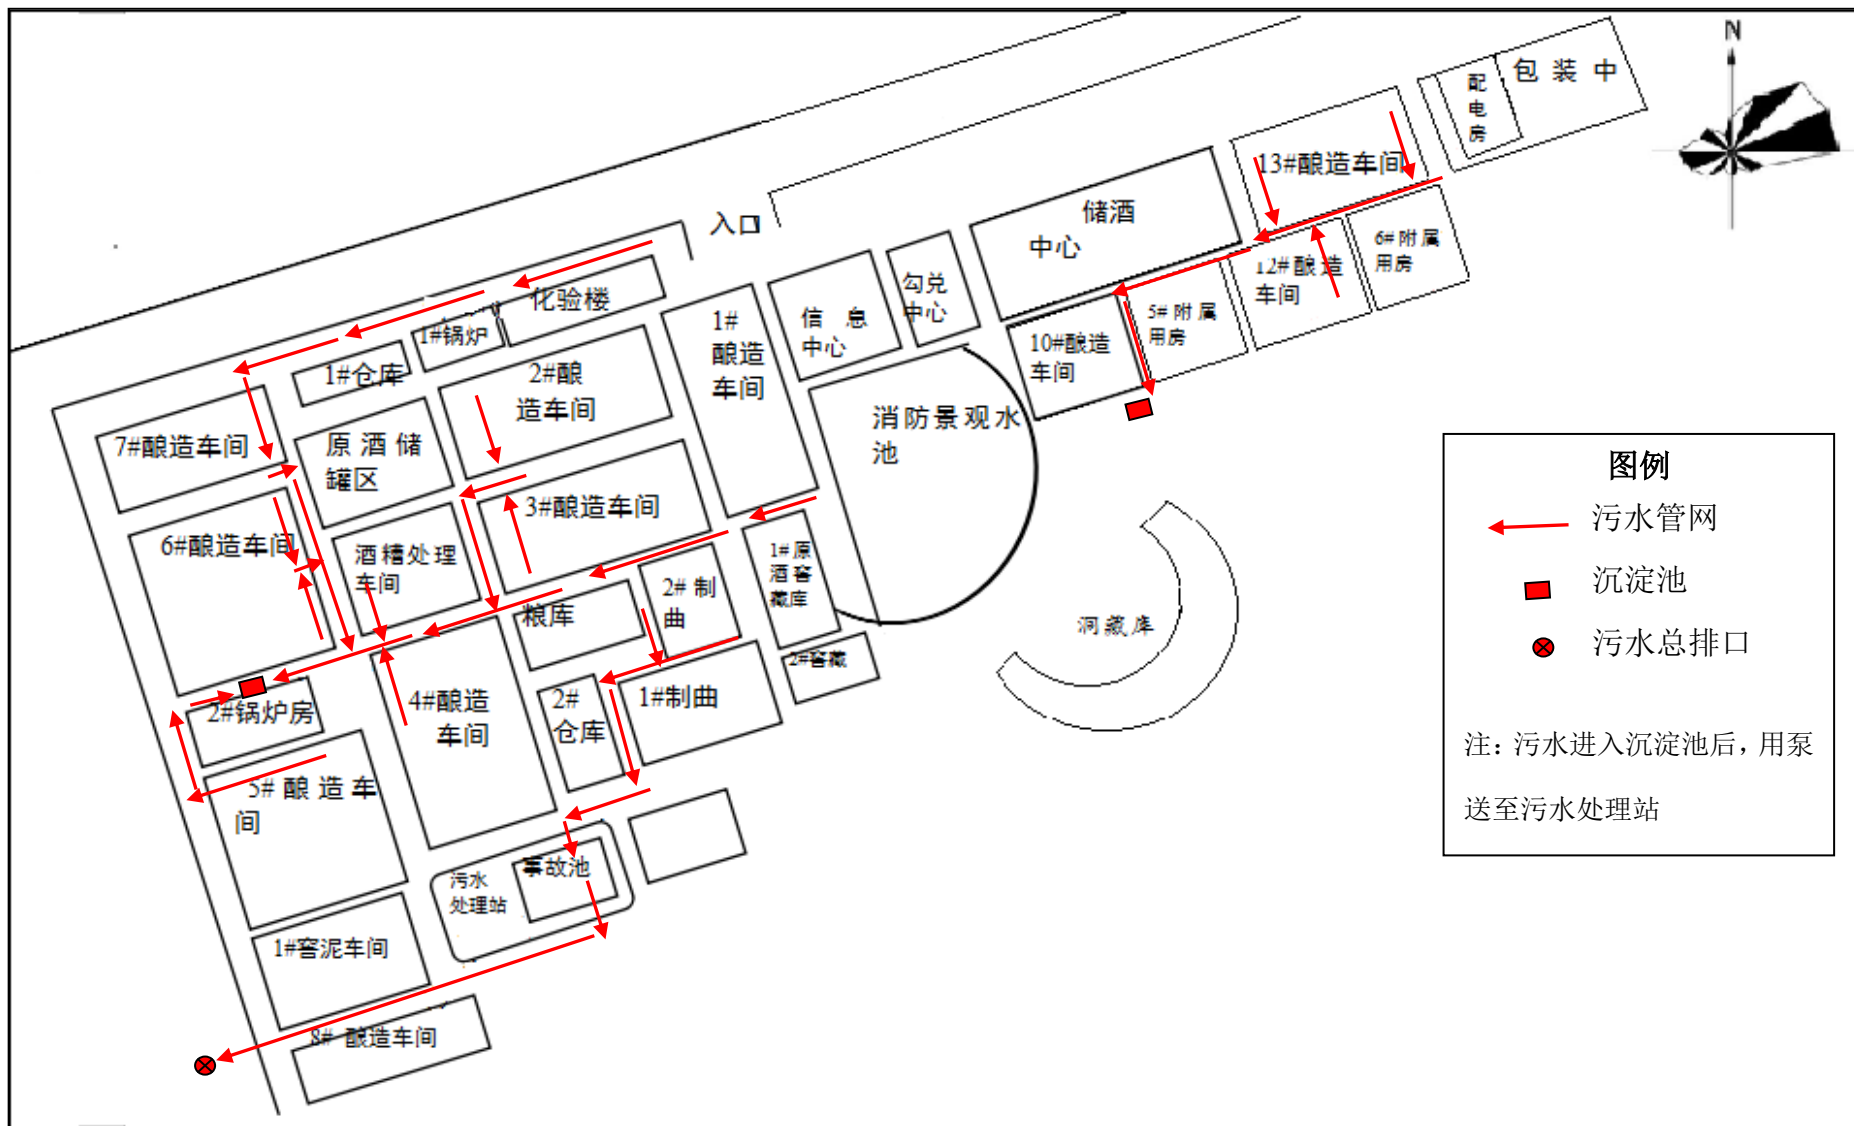 N
包 装 中
配
电
房
13#酿造车间
储酒
中心
6# 附 属
用房
12# 酿 造
车间
5# 附 属
用房
10#酿造
车间
入口
勾兑
中心
信 息
中心
1#
酿造
车间
化验楼
1#锅炉
1#仓库
2#酿
造车间
消防景观水
池
7#酿造车间
原 酒 储
罐区
3#酿造车间
6#酿造车间
酒糟处理
车间
1# 原
酒 窖
藏库
2# 制
曲
粮库
2#窖藏
洞藏库
1#制曲
2#
仓库
4#酿造
车间
2#锅炉房
5# 酿 造 车
间
事故池
污水
处理站
1#窖泥车间
8# 酿造车间
图例
污水管网
沉淀池
污水总排口
注: 污水进入沉淀池后, 用泵
送至污水处理站